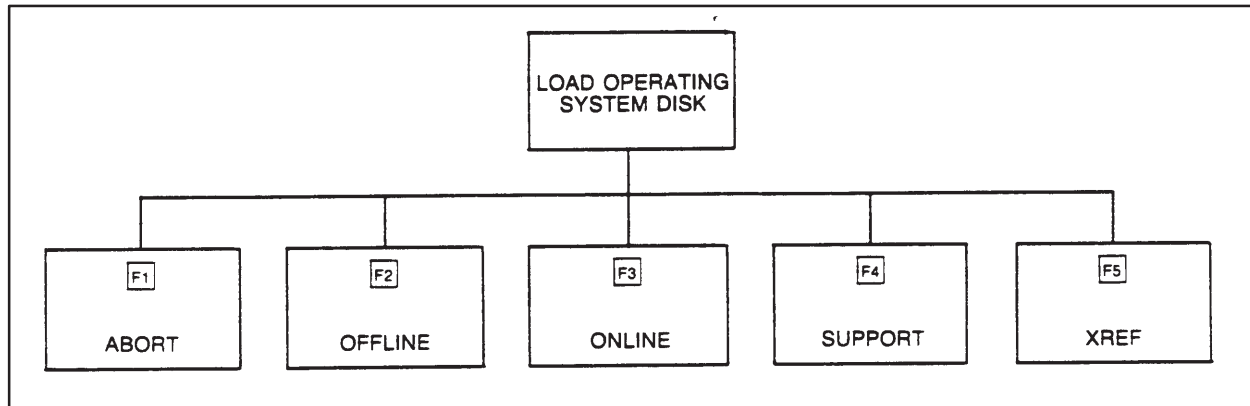 LOAD OPERATING
SYSTEM DISK
F1
ABORT
F2
OFFLINE
F3
ONLINE
F4
SUPPORT
F5
XREF